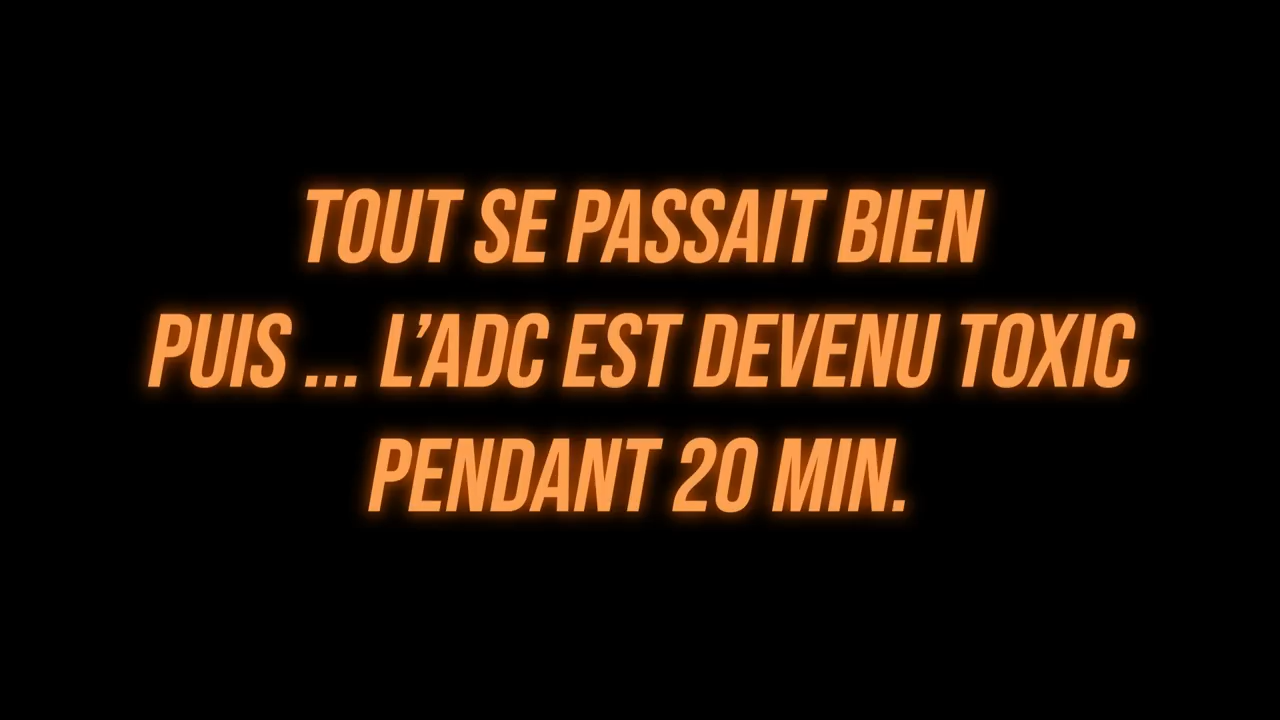 TOUT SE PASSAIT BIEN
PUIS ... L’ADC EST DEVENU TOXIC
PENDANT 20 MIN.